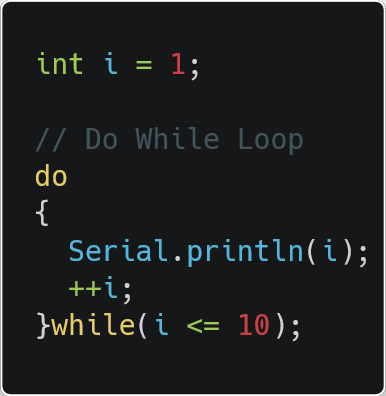 int i = 1;
// Do While Loop
do
{
  Serial.println(i);
  ++i;
}while(i <= 10);